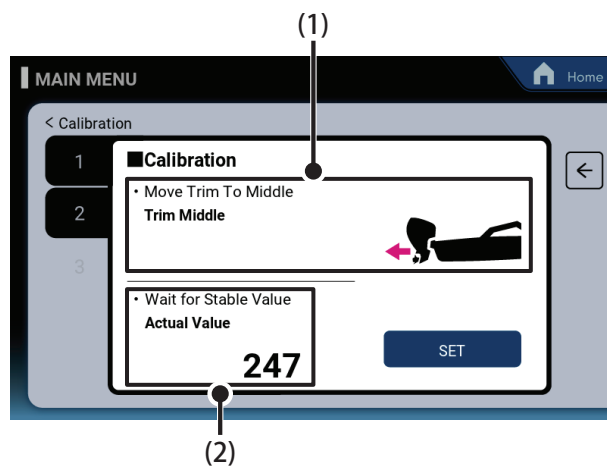 (1)
MAIN MENU
Home
< Calibration
1
2
3
■Calibration
・Move Trim To Middle
Trim Middle
・Wait for Stable Value
Actual Value
247
SET
(2)